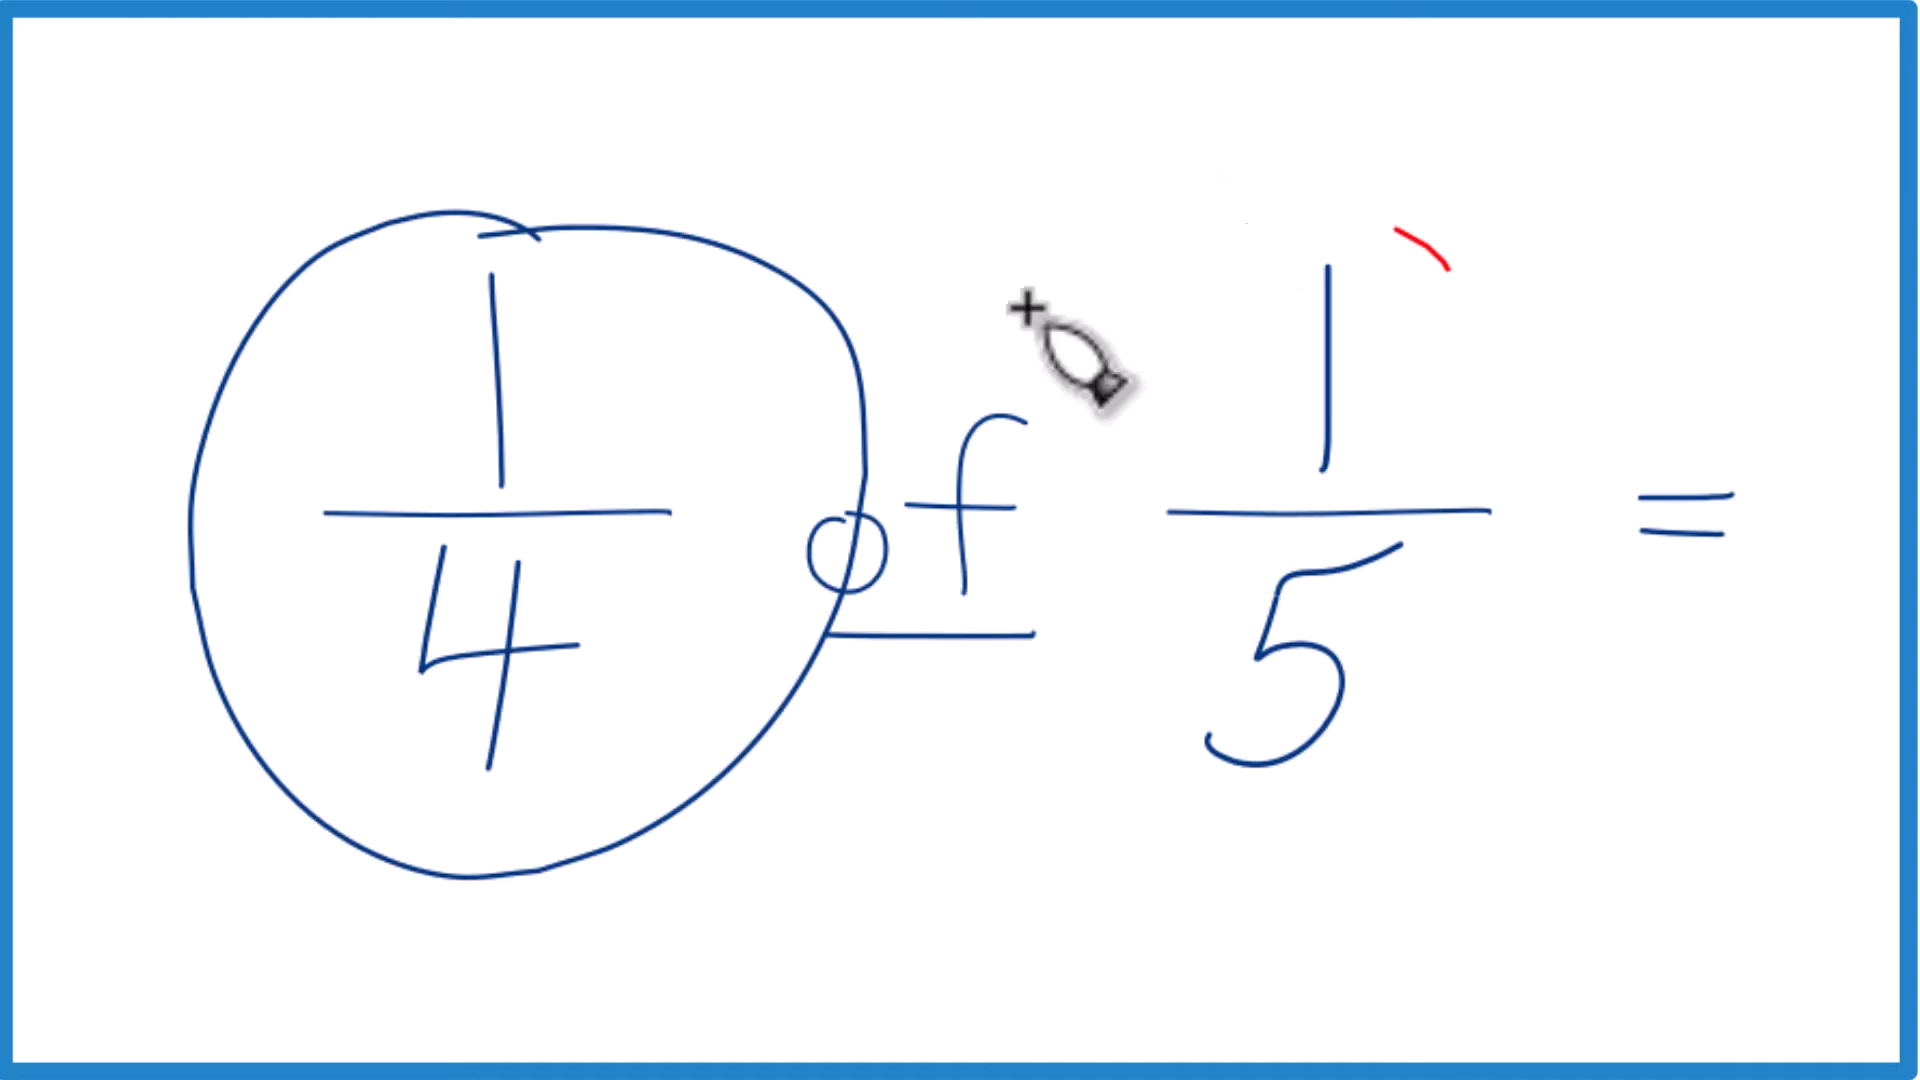 1/4 of 1/5 =